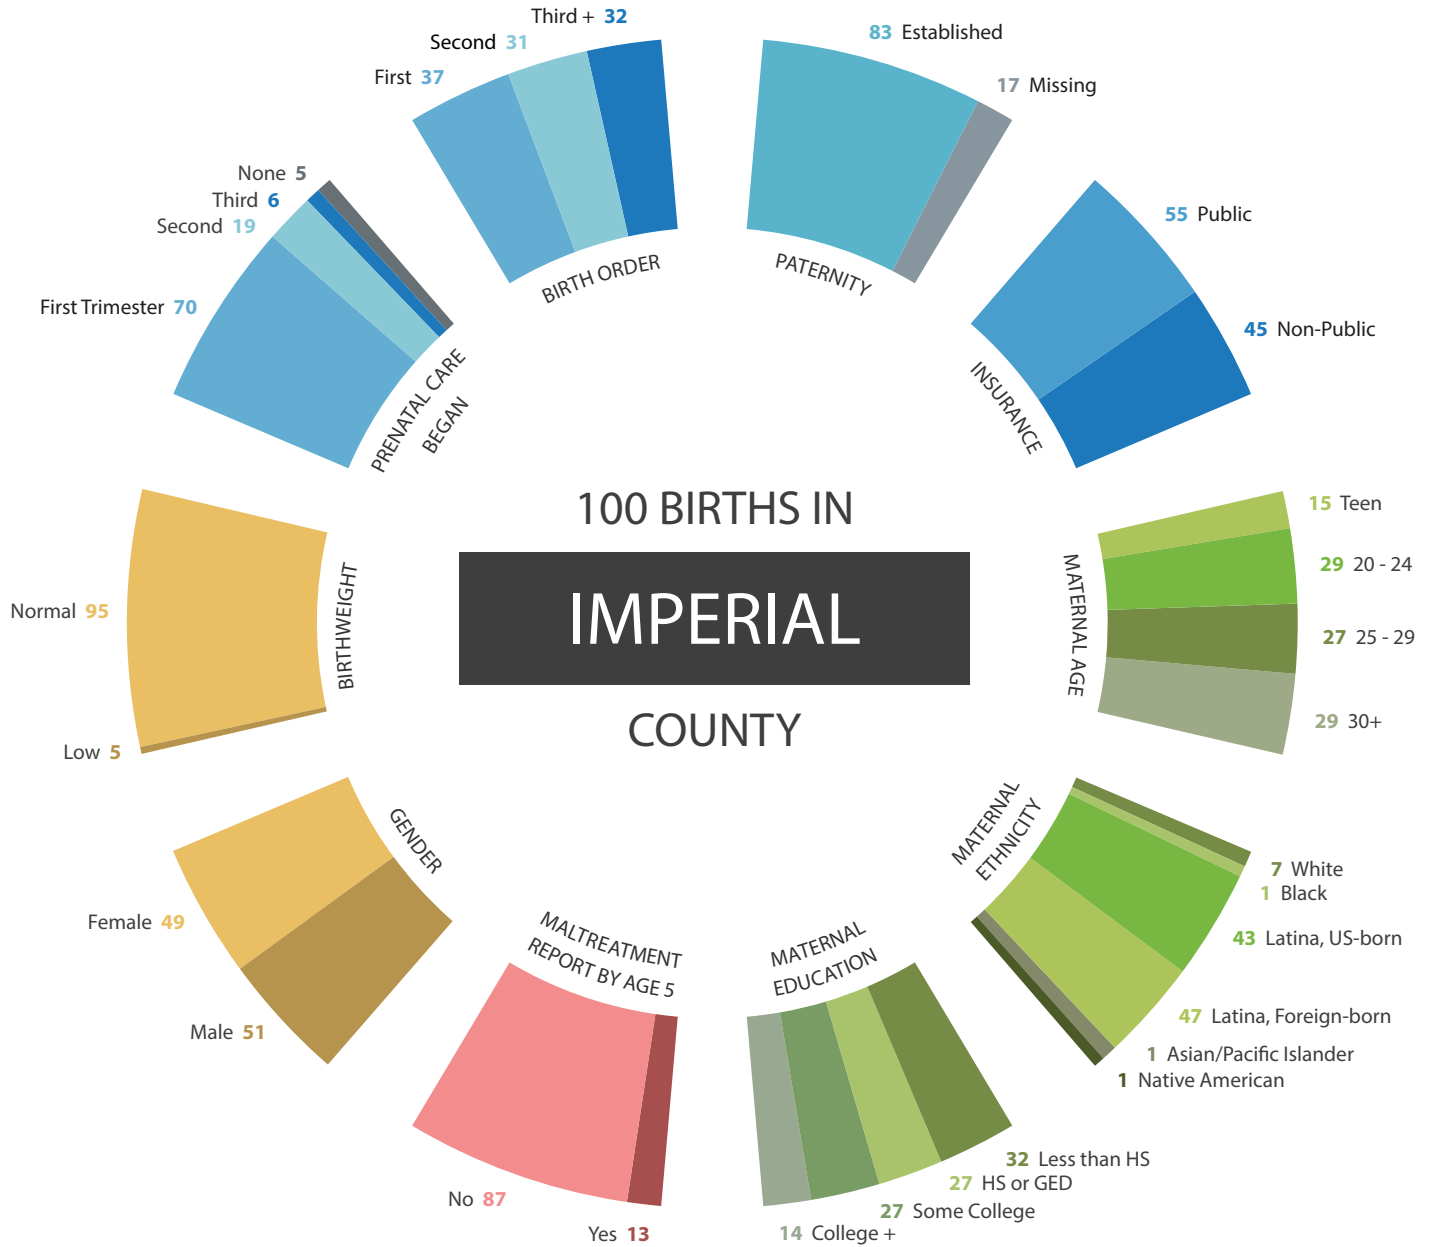 100 BIRTHS IN
IMPERIAL
COUNTY
Third + 32
Second 31
First 37
BIRTH ORDER
83 Established
17 Missing
PATERNITY
55 Public
45 Non-Public
INSURANCE
15 Teen
29 20 - 24
27 25 - 29
29 30+
MATERNAL AGE
MATERNAL
ETHNICITY
7 White
1 Black
43 Latina, US-born
47 Latina, Foreign-born
1 Asian/Pacific Islander
1 Native American
MATERNAL
EDUCATION
32 Less than HS
27 HS or GED
27 Some College
14 College +
MALTREATMENT
REPORT BY AGE 5
No 87
Yes 13
GENDER
Female 49
Male 51
BIRTHWEIGHT
Normal 95
Low 5
PRENATAL CARE
BEGAN
None 5
Third 6
Second 19
First Trimester 70